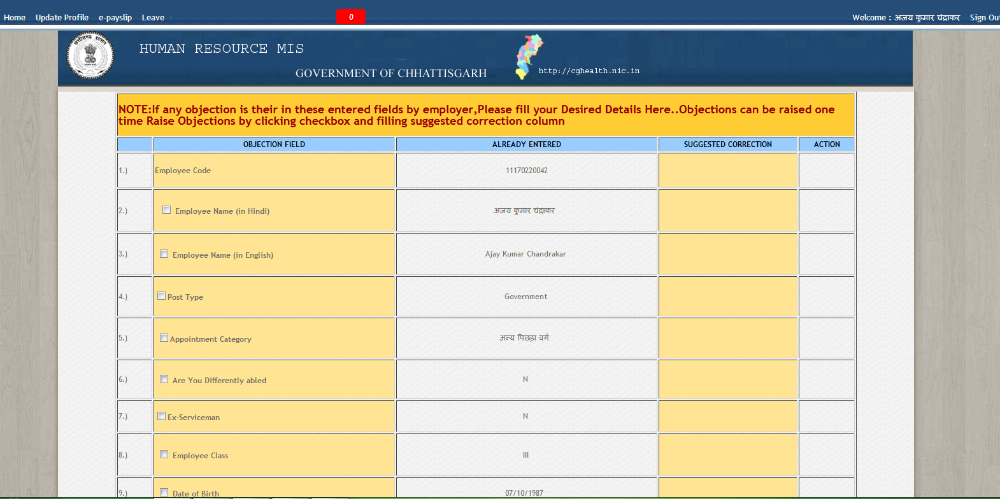 Home Update Profile e-payslip Leave 0 Welcome : अजय कुमार चंद्राकर Sign Ou
छत्तीसगढ़ शासन
HUMAN RESOURCE MIS
GOVERNMENT OF CHHATTISGARH
http://cghealth.nic.in
NOTE:If any objection is their in these entered fields by employer,Please fill your Desired Details Here..Objections can be raised one
time Raise Objections by clicking checkbox and filling suggested correction column
OBJECTION FIELD ALREADY ENTERED SUGGESTED CORRECTION ACTION
1.) Employee Code 11170220042
2.) Employee Name (in Hindi) अजय कुमार चंद्राकर
3.) Employee Name (in English) Ajay Kumar Chandrakar
4.) Post Type Government
5.) Appointment Category अन्य पिछड़ा वर्ग
6.) Are You Differently abled N
7.) Ex-Serviceman N
8.) Employee Class III
9.) Date of Birth 07/10/1987